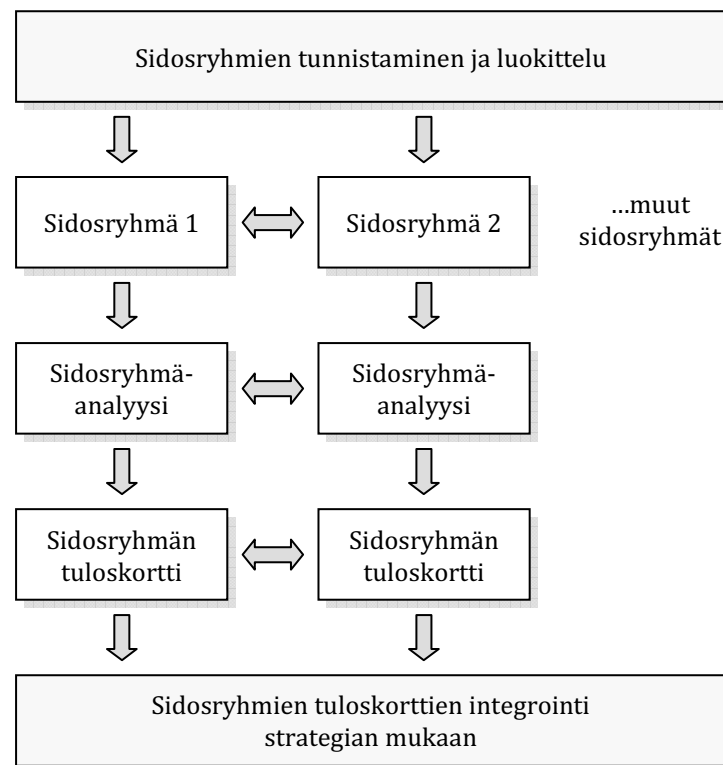 Sidosryhmien tunnistaminen ja luokittelu
Sidosryhmä 1
Sidosryhmä 2
…muut
sidosryhmät
Sidosryhmä-
analyysi
Sidosryhmä-
analyysi
Sidosryhmän
tuloskortti
Sidosryhmän
tuloskortti
Sidosryhmien tuloskorttien integrointi
strategian mukaan